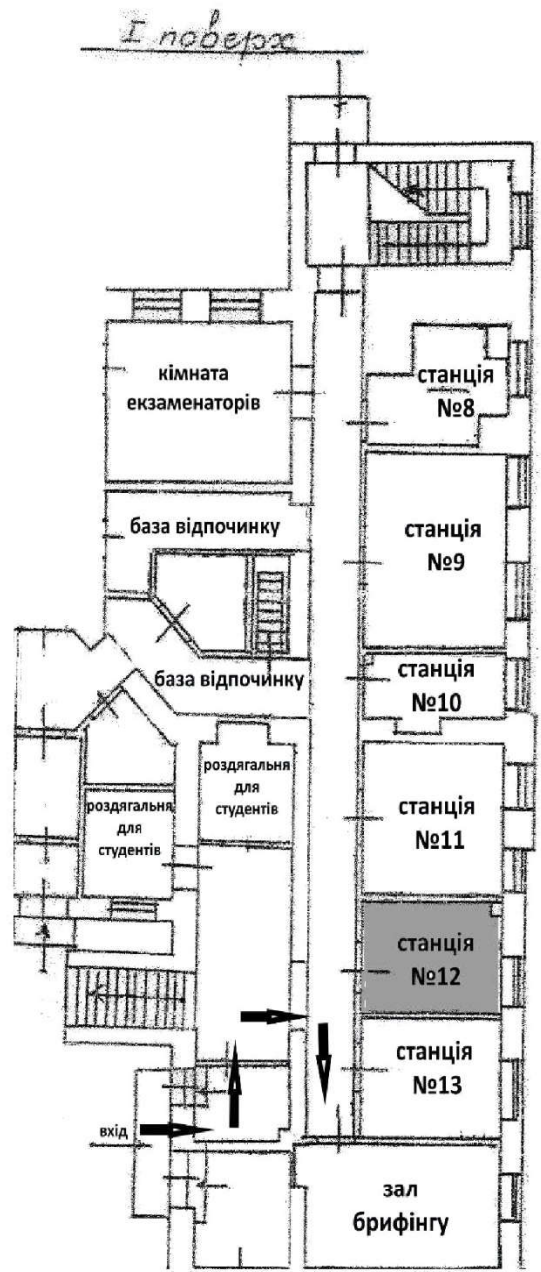 I поверх
кімната
екзаменаторів
станція
№8
база відпочинку
станція
№9
база відпочинку
станція
№10
роздягальня
для
студентів
роздягальня
для
студентів
станція
№11
станція
№12
станція
№13
вхід
зал
брифінгу